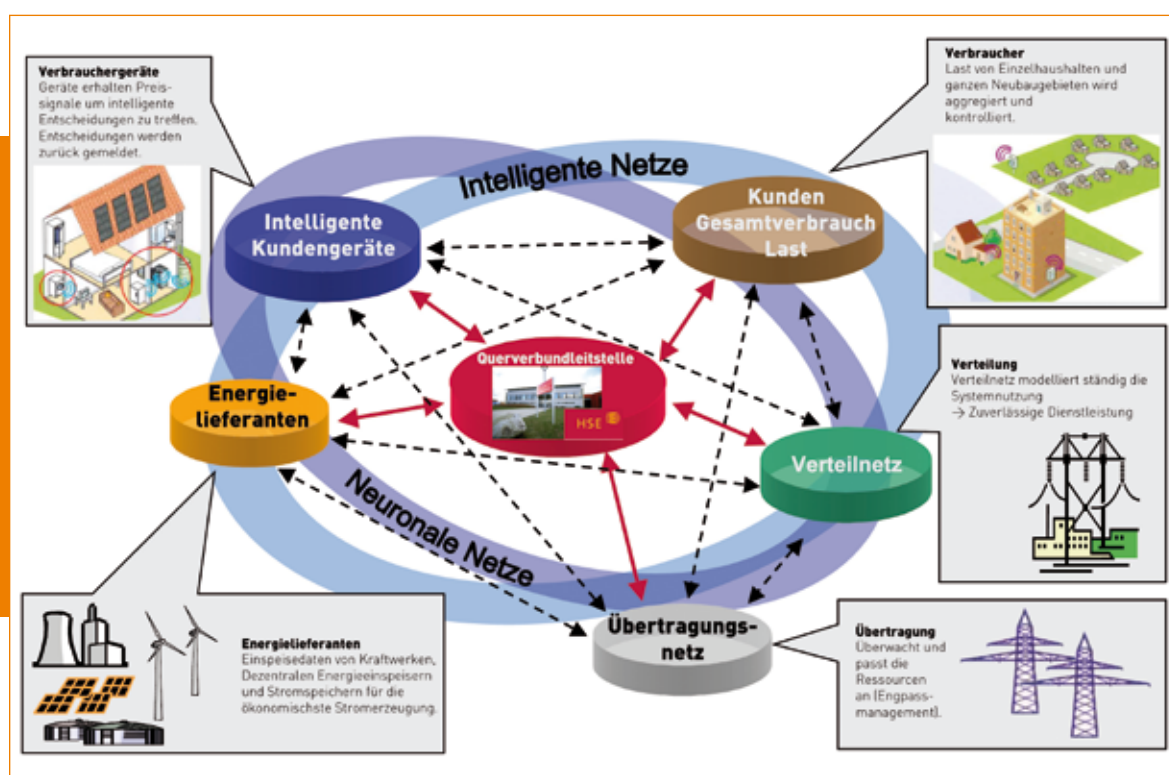 Verbrauchergeräte
Geräte erhalten Preis-
signale um intelligente
Entscheidungen zu treffen.
Entscheidungen werden
zurück gemeldet.
Verbraucher
Last von Einzelhaushalten und
ganzen Neubaugebieten wird
aggregiert und
kontrolliert.
Intelligente Netze
Intelligente
Kundengeräte
Kunden
Gesamtverbrauch
Last
Querverbundleitstelle
HSE
Energie-
lieferanten
Verteilnetz
Verteilung
Verteilnetz modelliert ständig die
Systemnutzung
→ Zuverlässige Dienstleistung
Neuronale Netze
Übertragungs-
netz
Energielieferanten
Einspeisedaten von Kraftwerken,
Dezentralen Energieeinspeisern
und Stromspeichern für die
ökonomischste Stromerzeugung.
Übertragung
Überwacht und
passt die
Ressourcen
an (Engpass-
management).